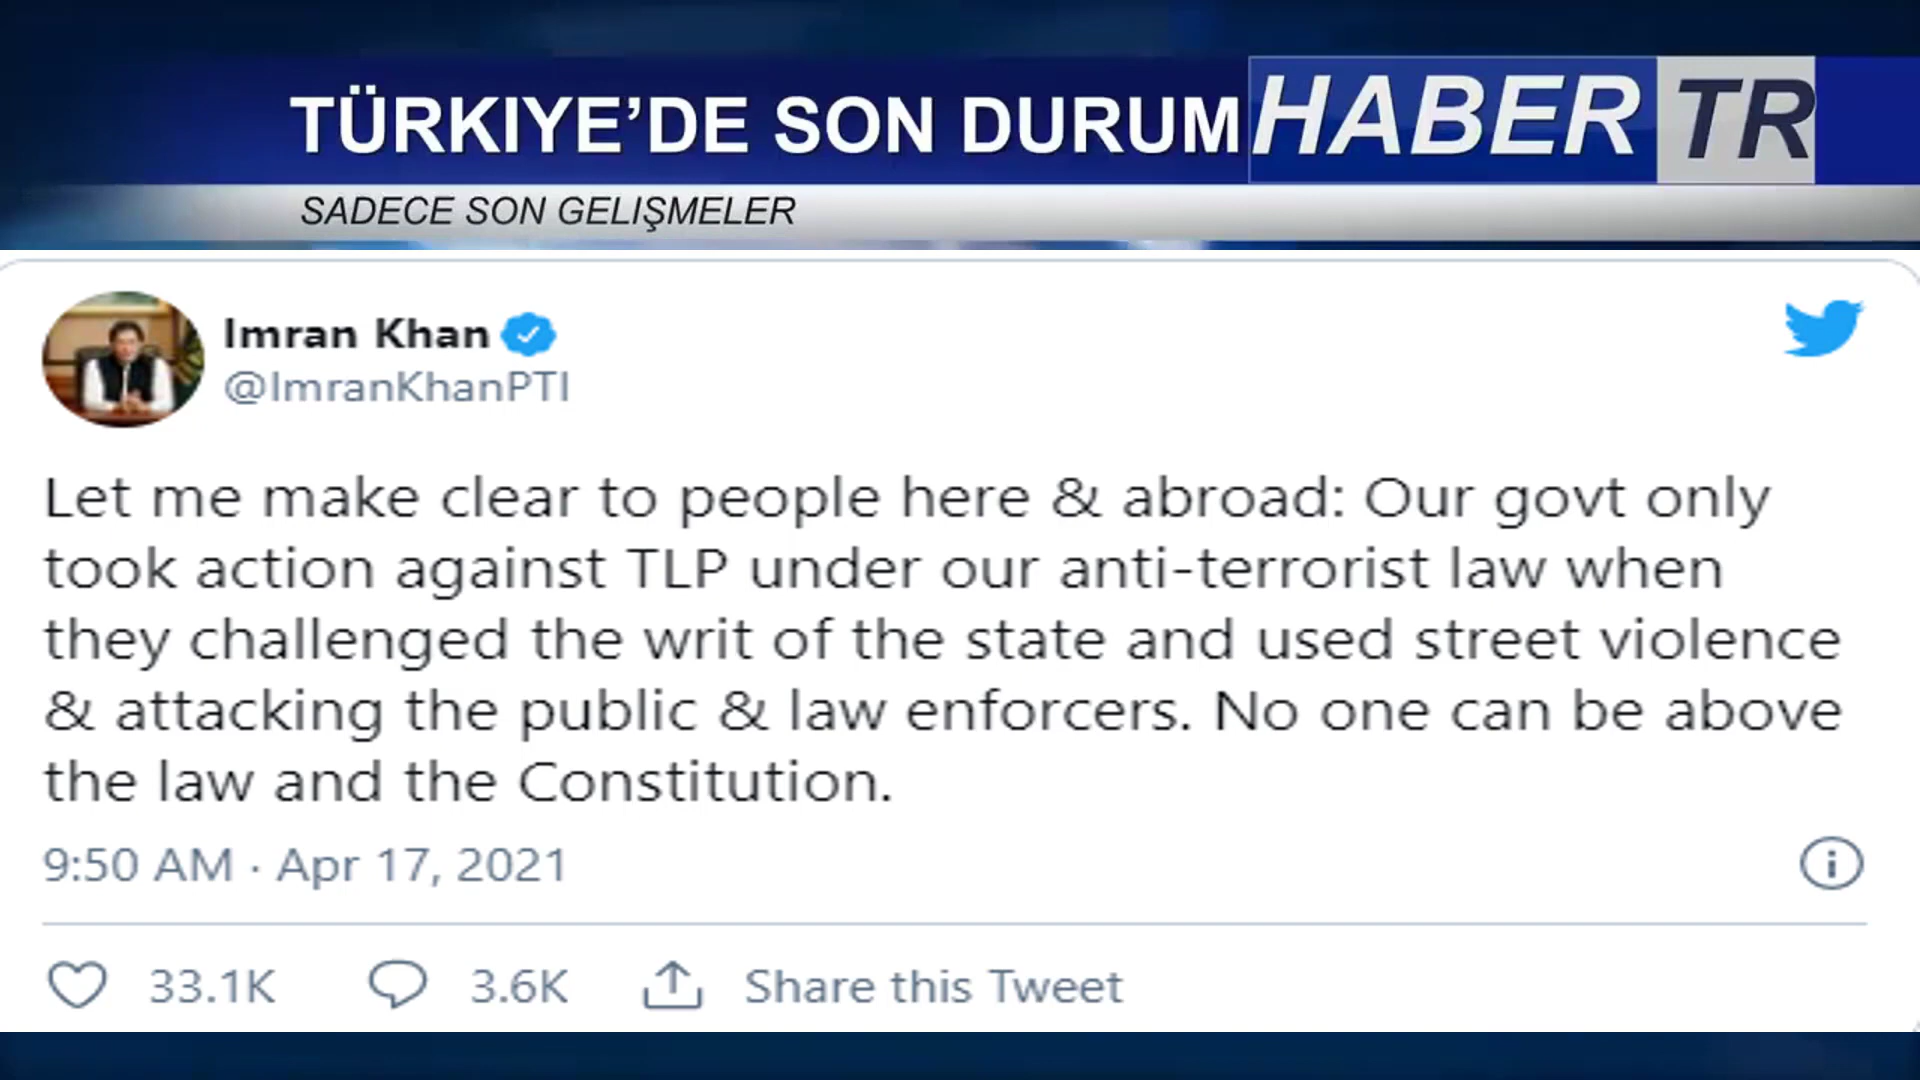 TÜRKIYE’DE SON DURUM
HABER TR
SADECE SON GELIŞMELER
Imran Khan
@ImranKhanPTI
Let me make clear to people here & abroad: Our govt only
took action against TLP under our anti-terrorist law when
they challenged the writ of the state and used street violence
& attacking the public & law enforcers. No one can be above
the law and the Constitution.
9:50 AM · Apr 17, 2021
33.1K 3.6K Share this Tweet